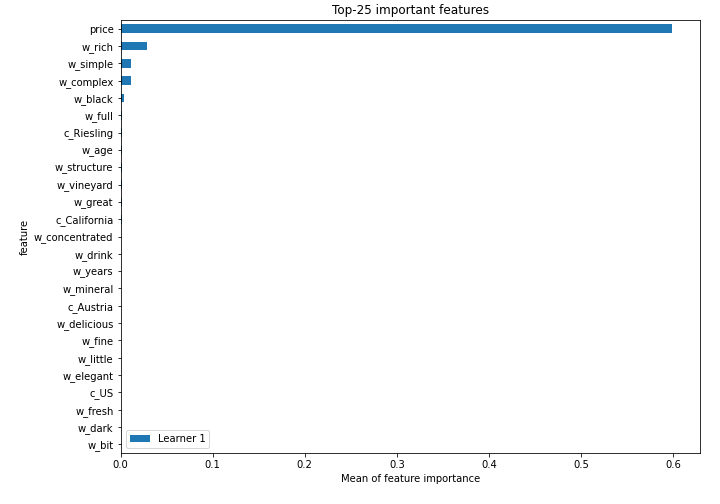 Top-25 important features
price
w_rich
w_simple
w_complex
w_black
w_full
c_Riesling
w_age
w_structure
w_vineyard
w_great
c_California
w_concentrated
w_drink
w_years
w_mineral
c_Austria
w_delicious
w_fine
w_little
w_elegant
c_US
w_fresh
w_dark
w_bit
feature
Learner 1
0.0 0.1 0.2 0.3 0.4 0.5 0.6
Mean of feature importance